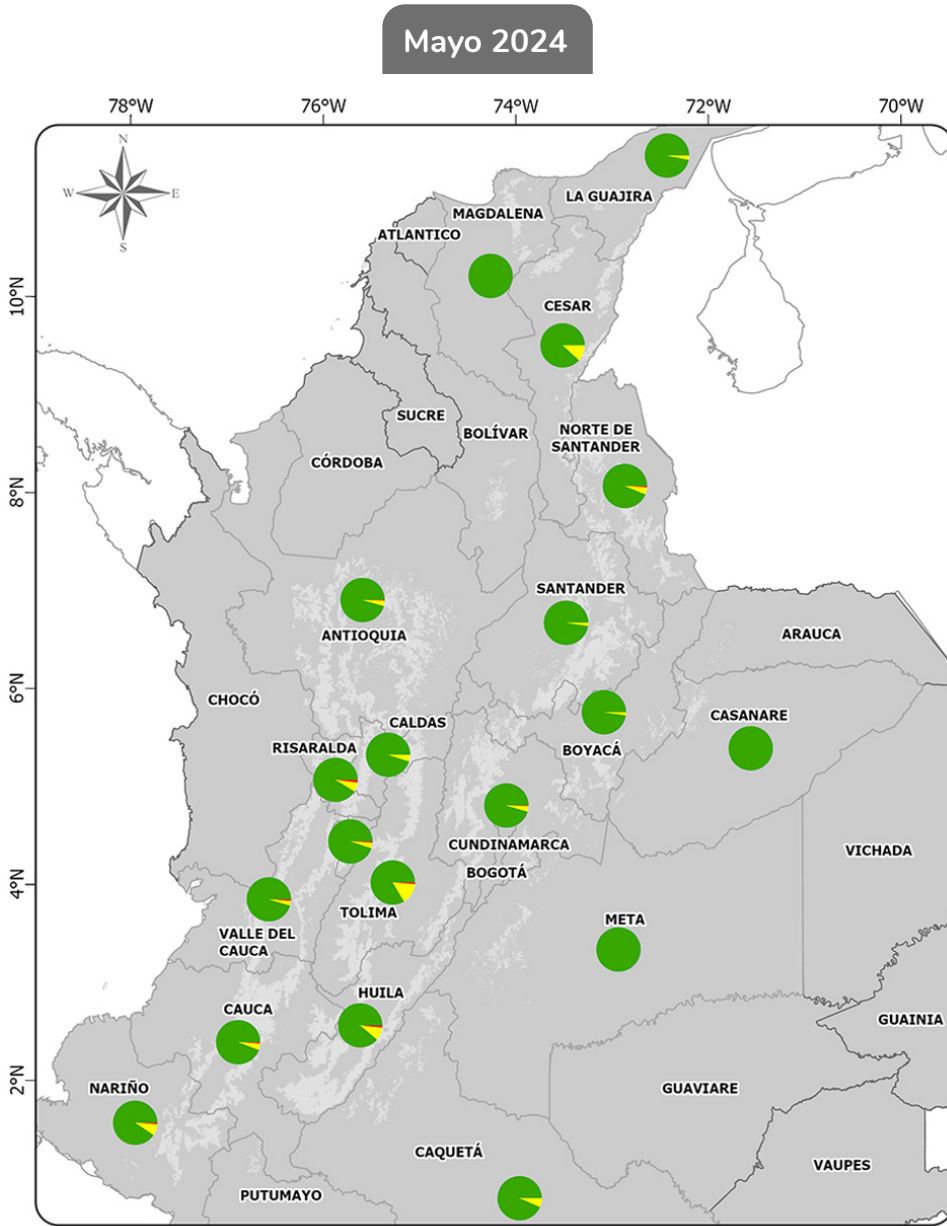 Mayo 2024
78°W 76°W 74°W 72°W 70°W
N
W E
S
10°N
8°N
6°N
4°N
2°N
LA GUAJIRA
MAGDALENA
ATLANTICO
CESAR
SUCRE
BOLÍVAR
NORTE DE
SANTANDER
CÓRDOBA
SANTANDER
ANTIOQUIA
ARAUCA
CHOCÓ
CALDAS
CASANARE
RISARALDA
BOYACÁ
CUNDINAMARCA
VICHADA
BOGOTÁ
TOLIMA
META
VALLE DEL
CAUCA
HUILA
CAUCA
GUAINIA
NARIÑO
GUAVIARE
CAQUETÁ
VAUPES
PUTUMAYO